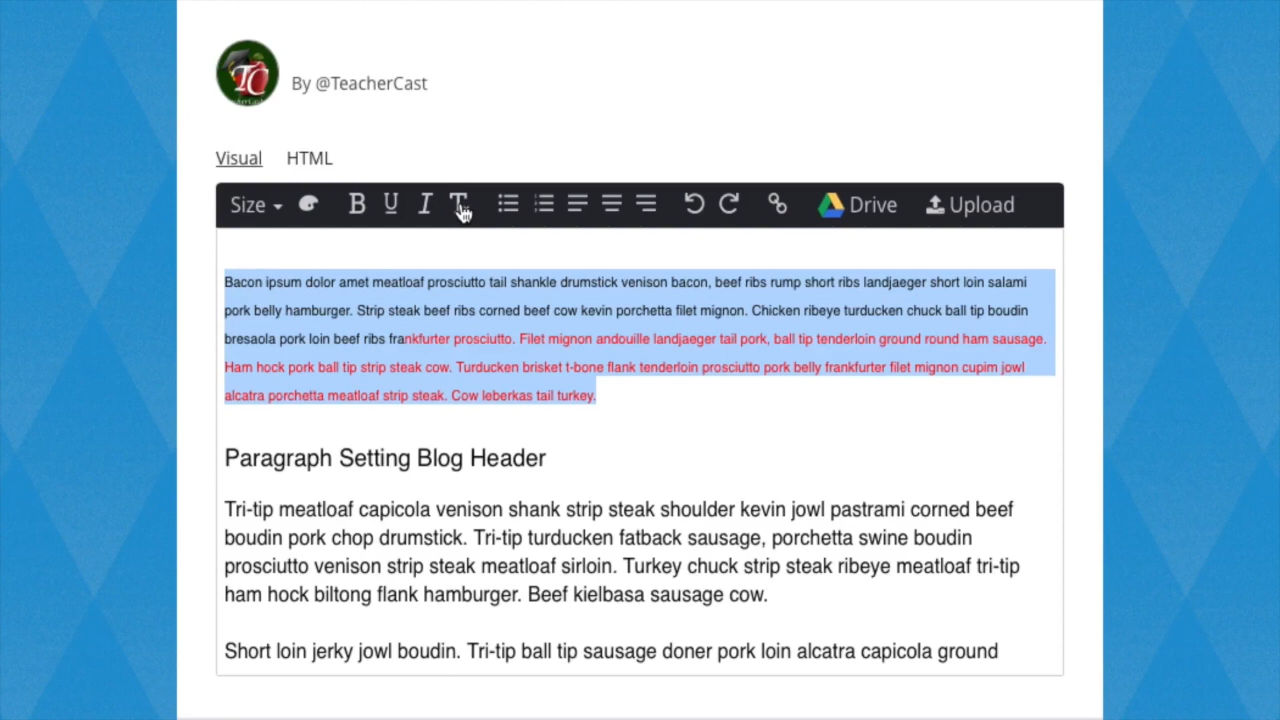 TC
By @TeacherCast
Visual HTML
Size B U I T Drive Upload
Bacon ipsum dolor amet meatloaf prosciutto tail shankle drumstick venison bacon, beef ribs rump short ribs landjaeger short loin salami
pork belly hamburger. Strip steak beef ribs corned beef cow kevin porchetta filet mignon. Chicken ribeye turducken chuck ball tip boudin
bresaola pork loin beef ribs frankfurter prosciutto. Filet mignon andouille landjaeger tail pork, ball tip tenderloin ground round ham sausage.
Ham hock pork ball tip strip steak cow. Turducken brisket t-bone flank tenderloin prosciutto pork belly frankfurter filet mignon cupim jowl
alcatra porchetta meatloaf strip steak. Cow leberkas tail turkey.
Paragraph Setting Blog Header
Tri-tip meatloaf capicola venison shank strip steak shoulder kevin jowl pastrami corned beef
boudin pork chop drumstick. Tri-tip turducken fatback sausage, porchetta swine boudin
prosciutto venison strip steak meatloaf sirloin. Turkey chuck strip steak ribeye meatloaf tri-tip
ham hock biltong flank hamburger. Beef kielbasa sausage cow.
Short loin jerky jowl boudin. Tri-tip ball tip sausage doner pork loin alcatra capicola ground